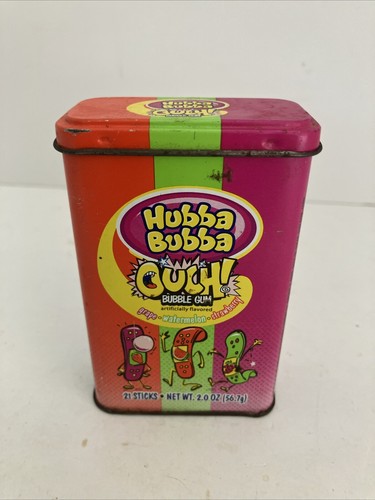 Hubba
Bubba
OUCH!
Hubba
Bubba
OUCH!
BUBBLE GUM
artificially flavored
grape - watermelon - strawberry
21 STICKS • NET WT. 2.0 OZ (56.7g)